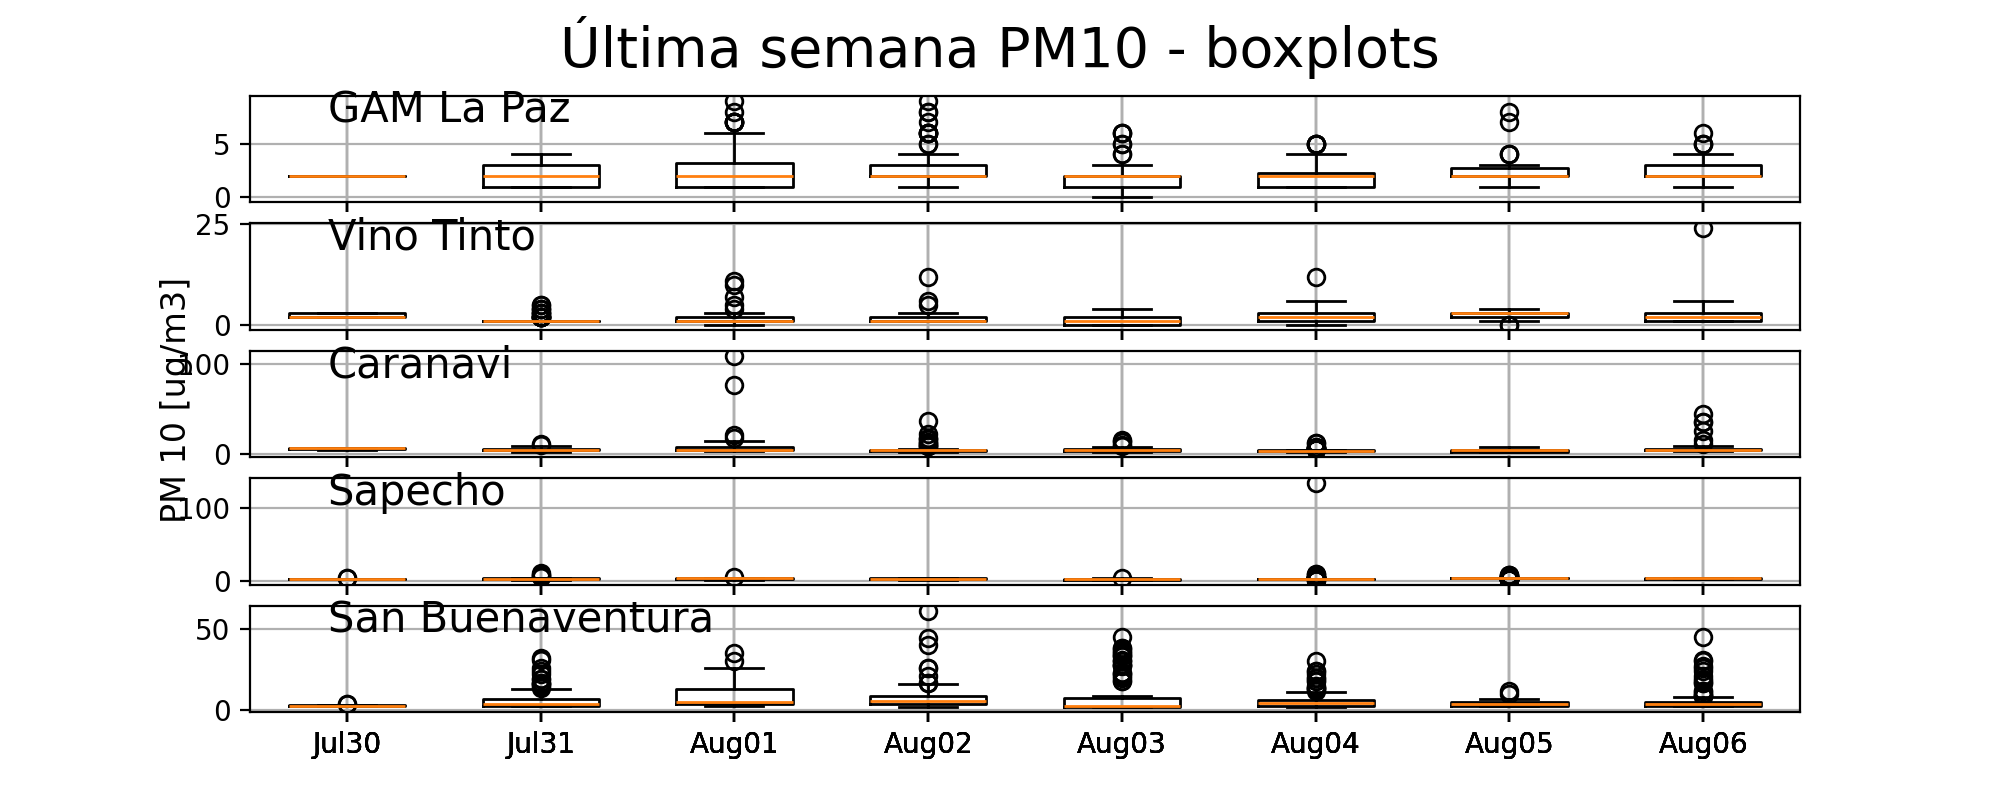 Última semana PM10 - boxplots
GAM La Paz
5
0
Vino Tinto
25
0
PM 10 [ug/m3]
Caranavi
100
0
Sapecho
100
0
San Buenaventura
50
0
Jul30 Jul31 Aug01 Aug02 Aug03 Aug04 Aug05 Aug06